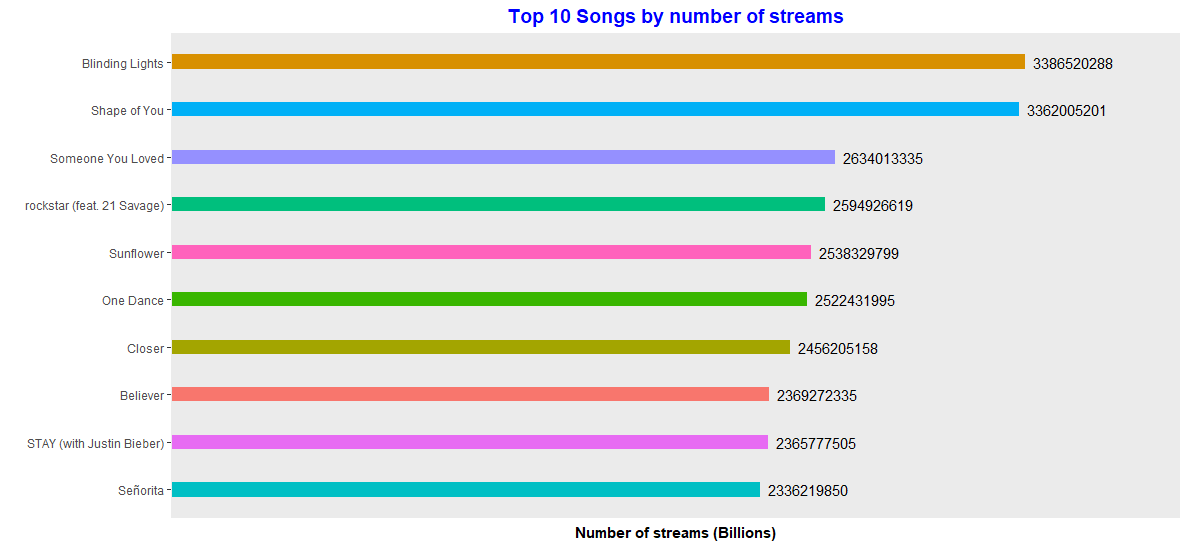 Top 10 Songs by number of streams
Blinding Lights 3386520288
Shape of You 3362005201
Someone You Loved 2634013335
rockstar (feat. 21 Savage) 2594926619
Sunflower 2538329799
One Dance 2522431995
Closer 2456205158
Believer 2369272335
STAY (with Justin Bieber) 2365777505
Señorita 2336219850
Number of streams (Billions)